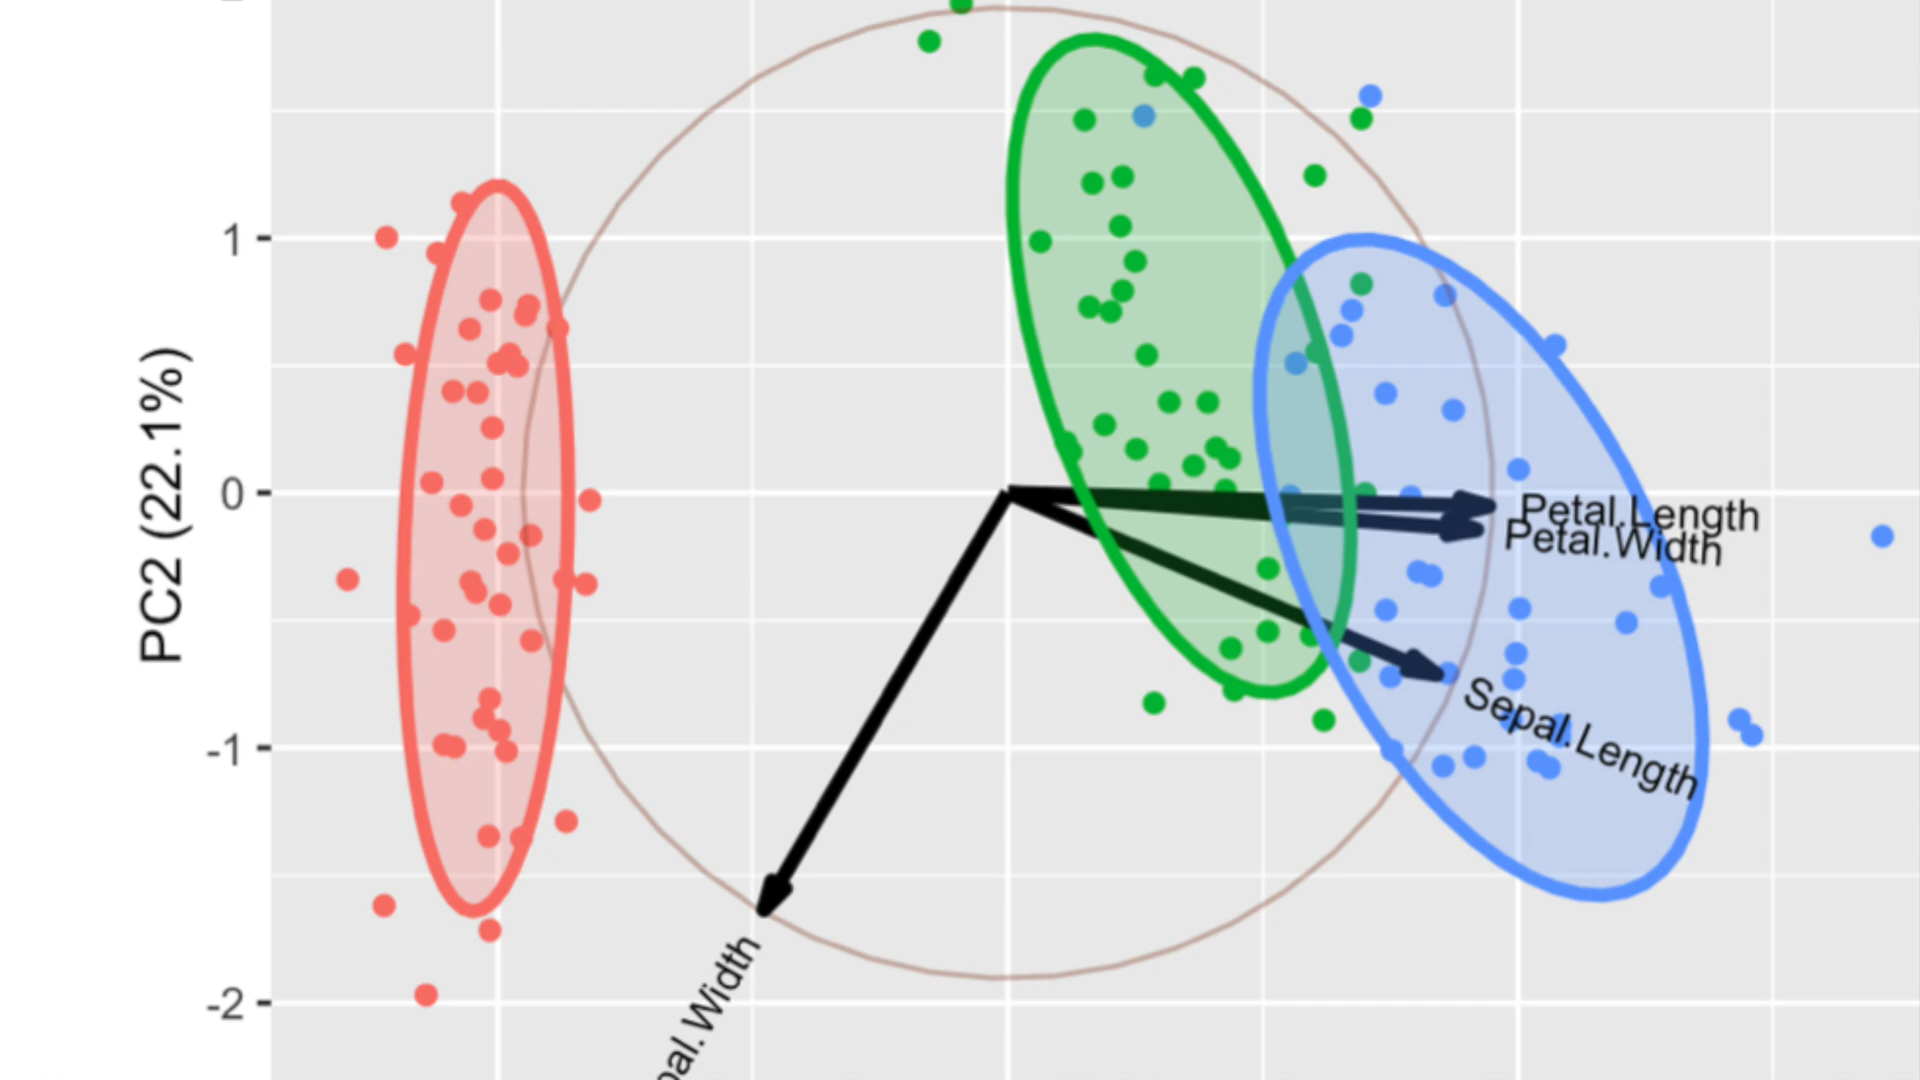 PC2 (22.1%)
1
0
-1
-2
Petal.Length
Petal.Width
Sepal.Length
pal.Width